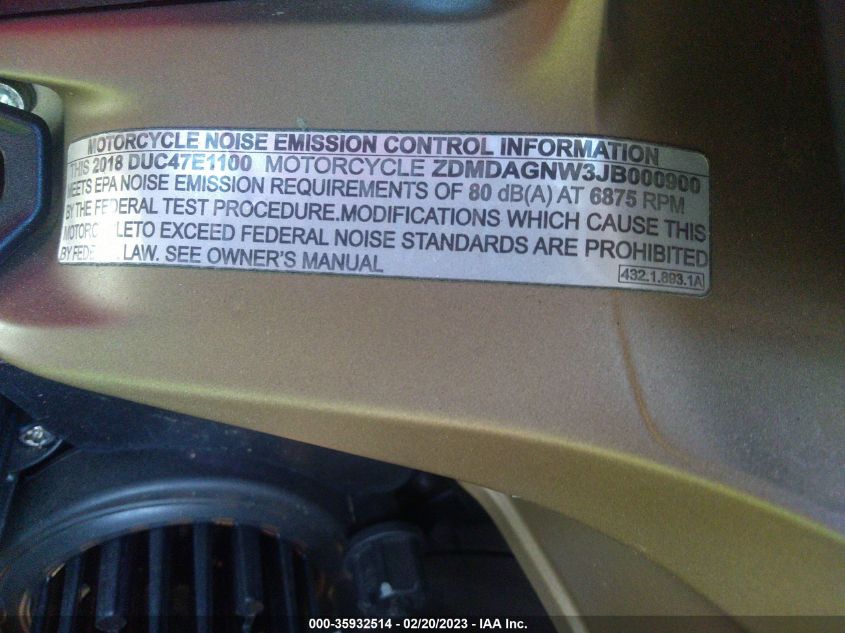 MOTORCYCLE NOISE EMISSION CONTROL INFORMATION
THIS 2018 DUC47E1100 MOTORCYCLE ZDMDAGNW3JB000900
MEETS EPA NOISE EMISSION REQUIREMENTS OF 80 dB(A) AT 6875 RPM
BY THE FEDERAL TEST PROCEDURE.MODIFICATIONS WHICH CAUSE THIS
TO EXCEED FEDERAL NOISE STANDARDS ARE PROHIBITED
BY LAW. SEE OWNER'S MANUAL
432.1.893.1A
000-35932514 - 02/20/2023 - IAA Inc.